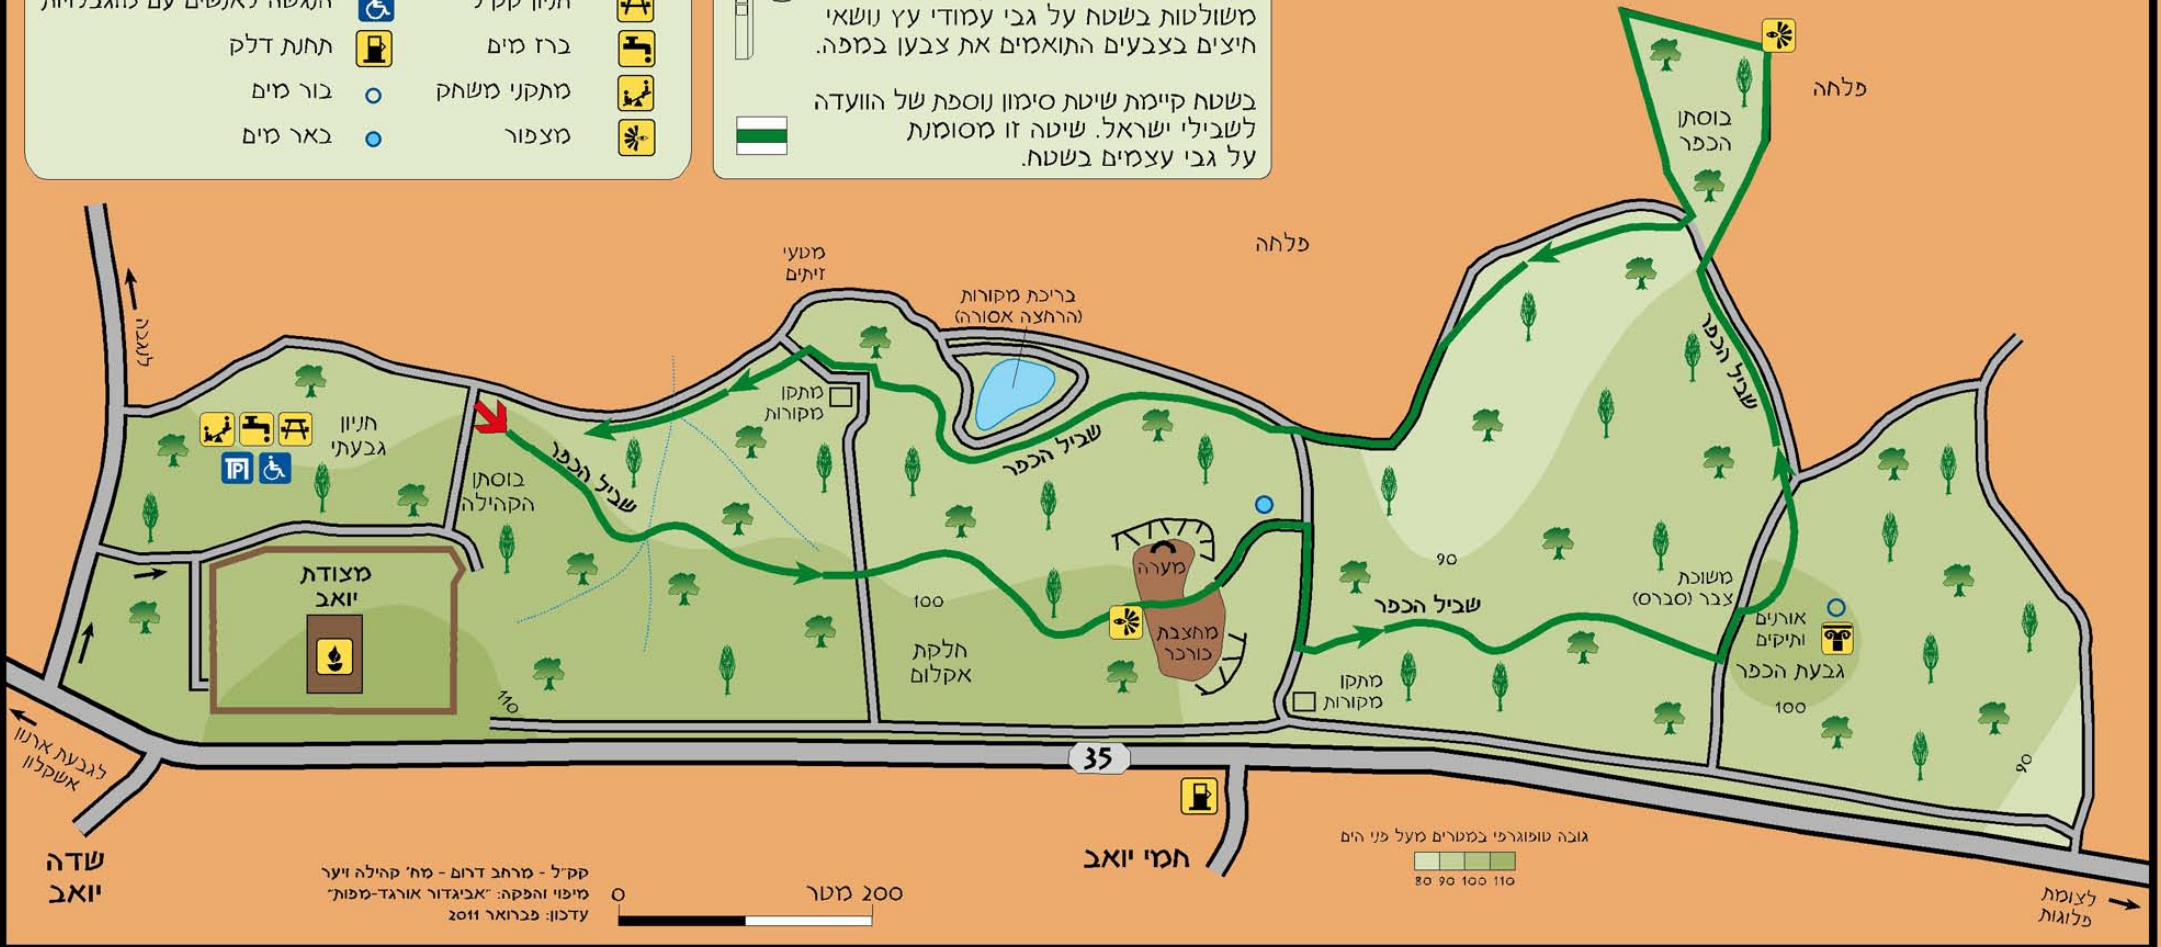 חניון קק"ל
הנגשה לאנשים עם מוגבלויות
ברז מים
תחנת דלק
מתקני משחק
בור מים
מצפור
באר מים
משולטות בשטח על גבי עמודי עץ נושאי
חיצים בצבעים התואמים את צבען במפה.
בשטח קיימת שיטת סימון נוספת של הוועדה
לשבילי ישראל. שיטה זו מסומנת
על גבי עצמים בשטח.
פלחה
בוסתן
הכפר
פלחה
מטעי
זיתים
בריכת מקורות
(הרחצה אסורה)
לנגבה
שביל הכפר
מתקן
מקורות
חניון
גבעתי
שביל הכפר
שביל הכפר
בוסתן
הקהילה
מערה
90
מצודת
יואב
משוכת
צבר (סברס)
100
שביל הכפר
אורנים
ותיקים
מחצבת
כורכר
חלקת
אקלום
גבעת הכפר
מתקן
מקורות
110
100
90
לגבעת ארנון
אשקלון
35
גובה טופוגרפי במטרים מעל פני הים
80 90 100 110
חמי יואב
שדה
יואב
קק"ל - מרחב דרום - מח' קהילה ויער
מיפוי והפקה: "אביגדור אורגד-מפות"
עדכון: פברואר 2011
0
200 מטר
לצומת
פלוגות